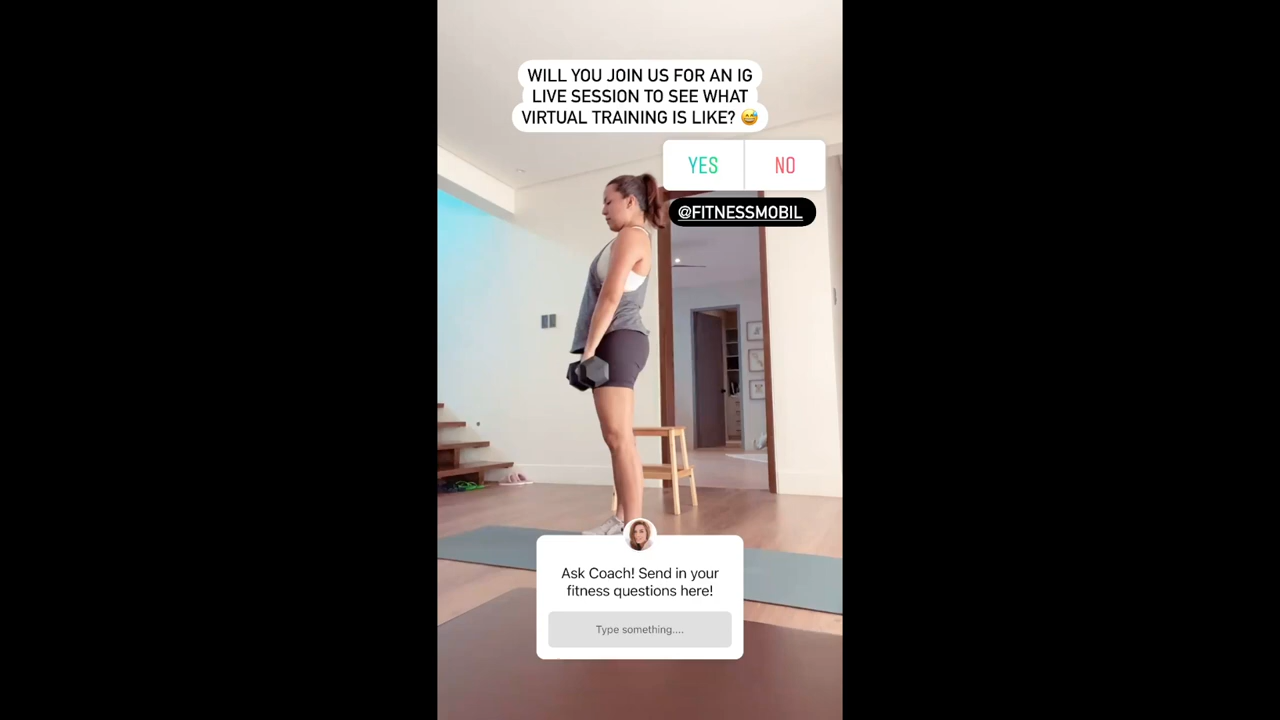 WILL YOU JOIN US FOR AN IG
LIVE SESSION TO SEE WHAT
VIRTUAL TRAINING IS LIKE? 😅
YES NO
@FITNESSMOBIL
Ask Coach! Send in your
fitness questions here!
Type something....